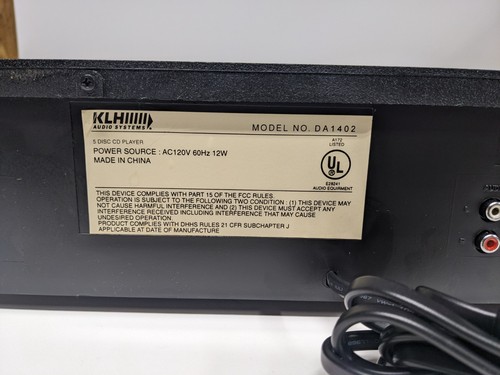 KLH
AUDIO SYSTEMS
MODEL NO. DA1402
5 DISC CD PLAYER
POWER SOURCE : AC120V 60Hz 12W
MADE IN CHINA
A172
LISTED
UL
E28241
AUDIO EQUIPMENT
THIS DEVICE COMPLIES WITH PART 15 OF THE FCC RULES.
OPERATION IS SUBJECT TO THE FOLLOWING TWO CONDITION : (1) THIS DEVICE MAY
NOT CAUSE HARMFUL INTERFERENCE AND (2) THIS DEVICE MUST ACCEPT ANY
INTERFERENCE RECEIVED INCLUDING INTERFERENCE THAT MAY CAUSE
UNDESIRED OPERATION.
PRODUCT COMPLIES WITH DHHS RULES 21 CFR SUBCHAPTER J
APPLICABLE AT DATE OF MANUFACTURE